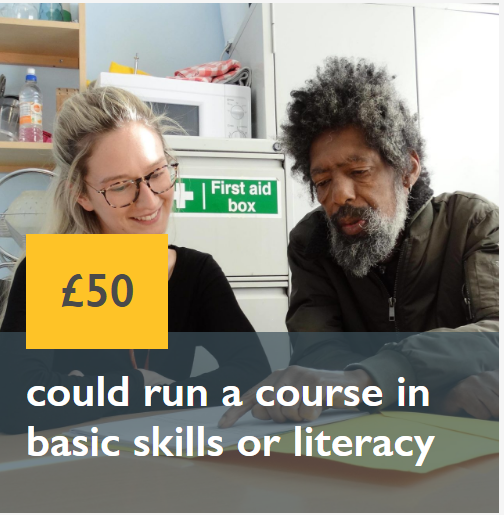 First aid
box
£50
could run a course in
basic skills or literacy